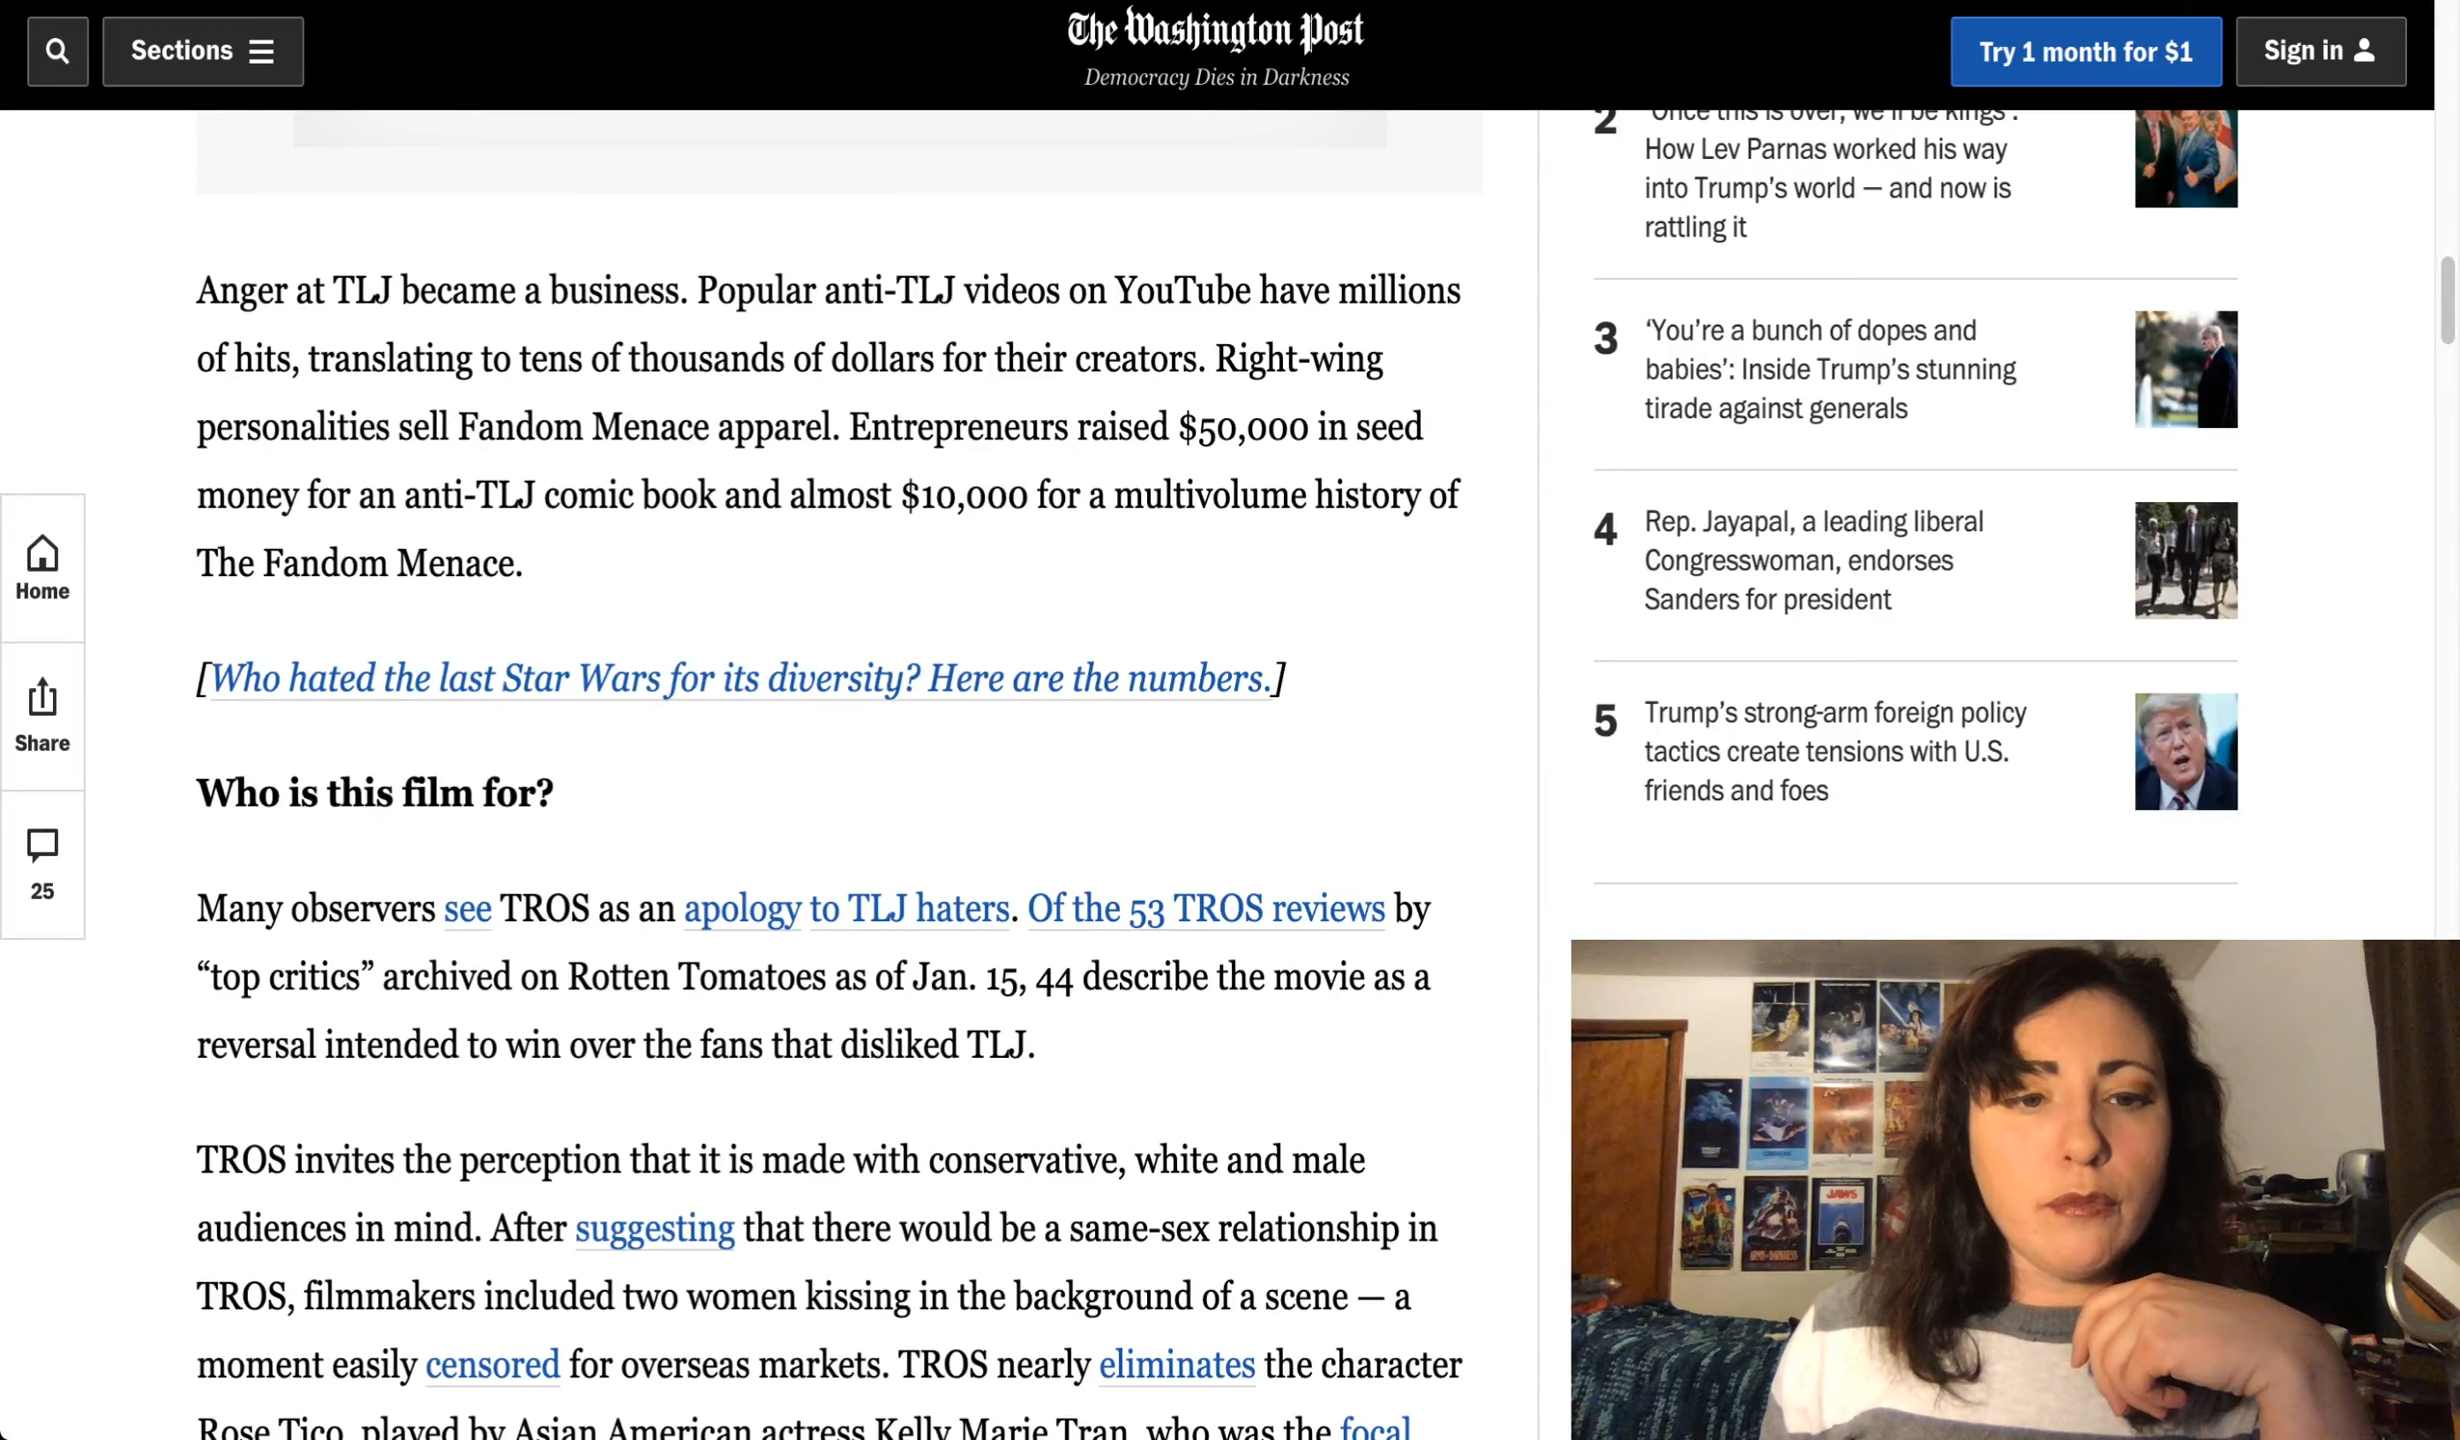 Sections
The Washington Post
Democracy Dies in Darkness
Try 1 month for $1
Sign in
Anger at TLJ became a business. Popular anti-TLJ videos on YouTube have millions
of hits, translating to tens of thousands of dollars for their creators. Right-wing
personalities sell Fandom Menace apparel. Entrepreneurs raised $50,000 in seed
money for an anti-TLJ comic book and almost $10,000 for a multivolume history of
The Fandom Menace.
[Who hated the last Star Wars for its diversity? Here are the numbers.]
Who is this film for?
Many observers see TROS as an apology to TLJ haters. Of the 53 TROS reviews by
“top critics” archived on Rotten Tomatoes as of Jan. 15, 44 describe the movie as a
reversal intended to win over the fans that disliked TLJ.
TROS invites the perception that it is made with conservative, white and male
audiences in mind. After suggesting that there would be a same-sex relationship in
TROS, filmmakers included two women kissing in the background of a scene — a
moment easily censored for overseas markets. TROS nearly eliminates the character
Rose Tico, played by Asian American actress Kelly Marie Tran, who was the focal
Home
Share
25
2
‘Once this is over, we’ll be kings’:
How Lev Parnas worked his way
into Trump’s world — and now is
rattling it
3
‘You’re a bunch of dopes and
babies’: Inside Trump’s stunning
tirade against generals
4
Rep. Jayapal, a leading liberal
Congresswoman, endorses
Sanders for president
5
Trump’s strong-arm foreign policy
tactics create tensions with U.S.
friends and foes
JAWS